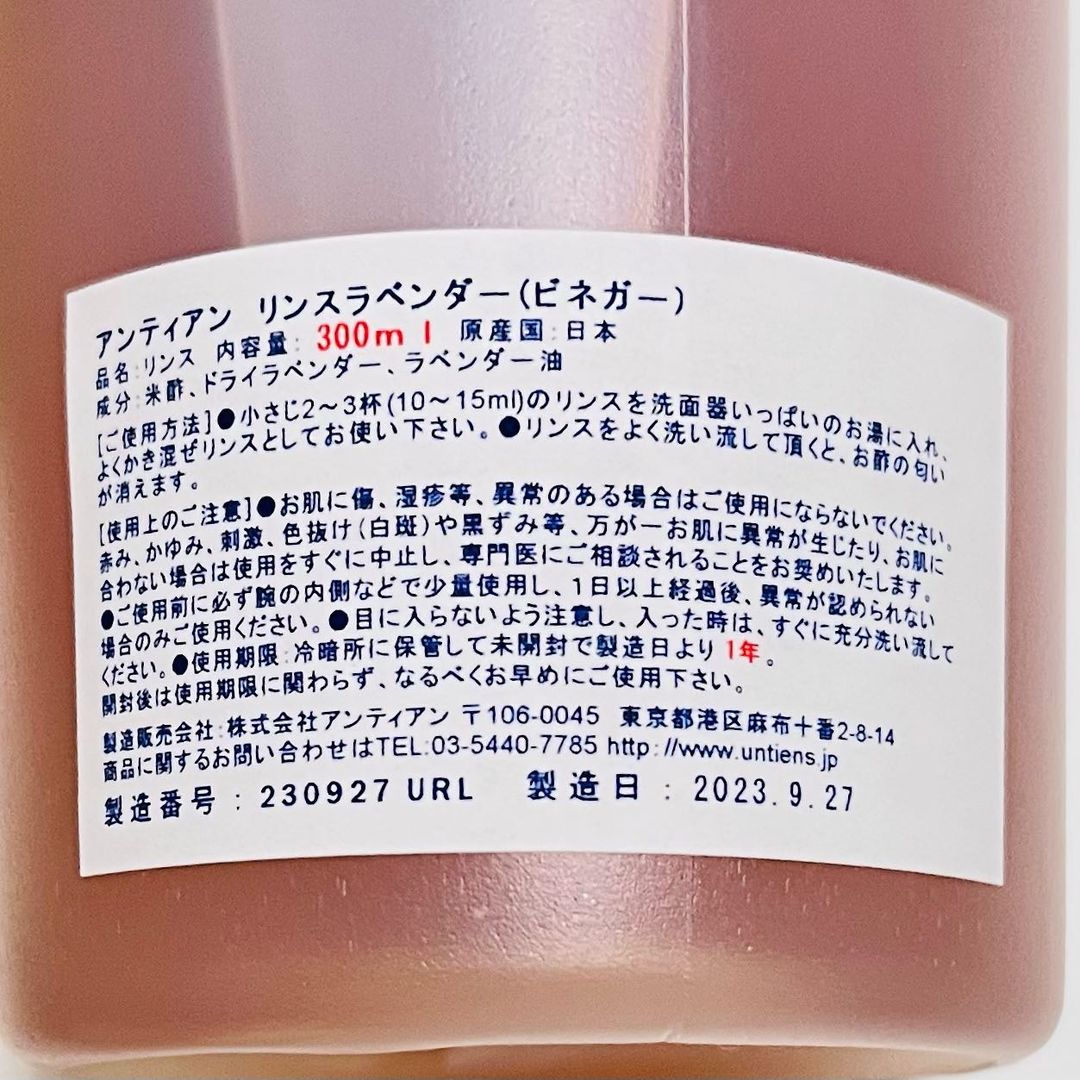 アンティアン リンスラベンダー(ビネガー)
品名:リンス 内容量: 300ml 原産国:日本
成分:米酢、ドライラベンダー、ラベンダー油
[ご使用方法]●小さじ2～3杯(10～15ml)のリンスを洗面器いっぱいのお湯に入れ、
よくかき混ぜリンスとしてお使い下さい。●リンスをよく洗い流して頂くと、お酢の匂い
が消えます。
[使用上のご注意]●お肌に傷、湿疹等、異常のある場合はご使用にならないでください。
赤み、かゆみ、刺激、色抜け(白斑)や黒ずみ等、万が一お肌に異常が生じたり、お肌に
合わない場合は使用をすぐに中止し、専門医にご相談されることをお奨めいたします。
●ご使用前に必ず腕の内側などで少量使用し、1日以上経過後、異常が認められない
場合のみご使用ください。●目に入らないよう注意し、入った時は、すぐに充分洗い流して
ください。●使用期限:冷暗所に保管して未開封で製造日より1年。
開封後は使用期限に関わらず、なるべくお早めにご使用下さい。
製造販売会社:株式会社アンティアン 〒106-0045 東京都港区麻布十番2-8-14
商品に関するお問い合わせはTEL:03-5440-7785 http://www.untiens.jp
製造番号:230927URL 製造日:2023.9.27